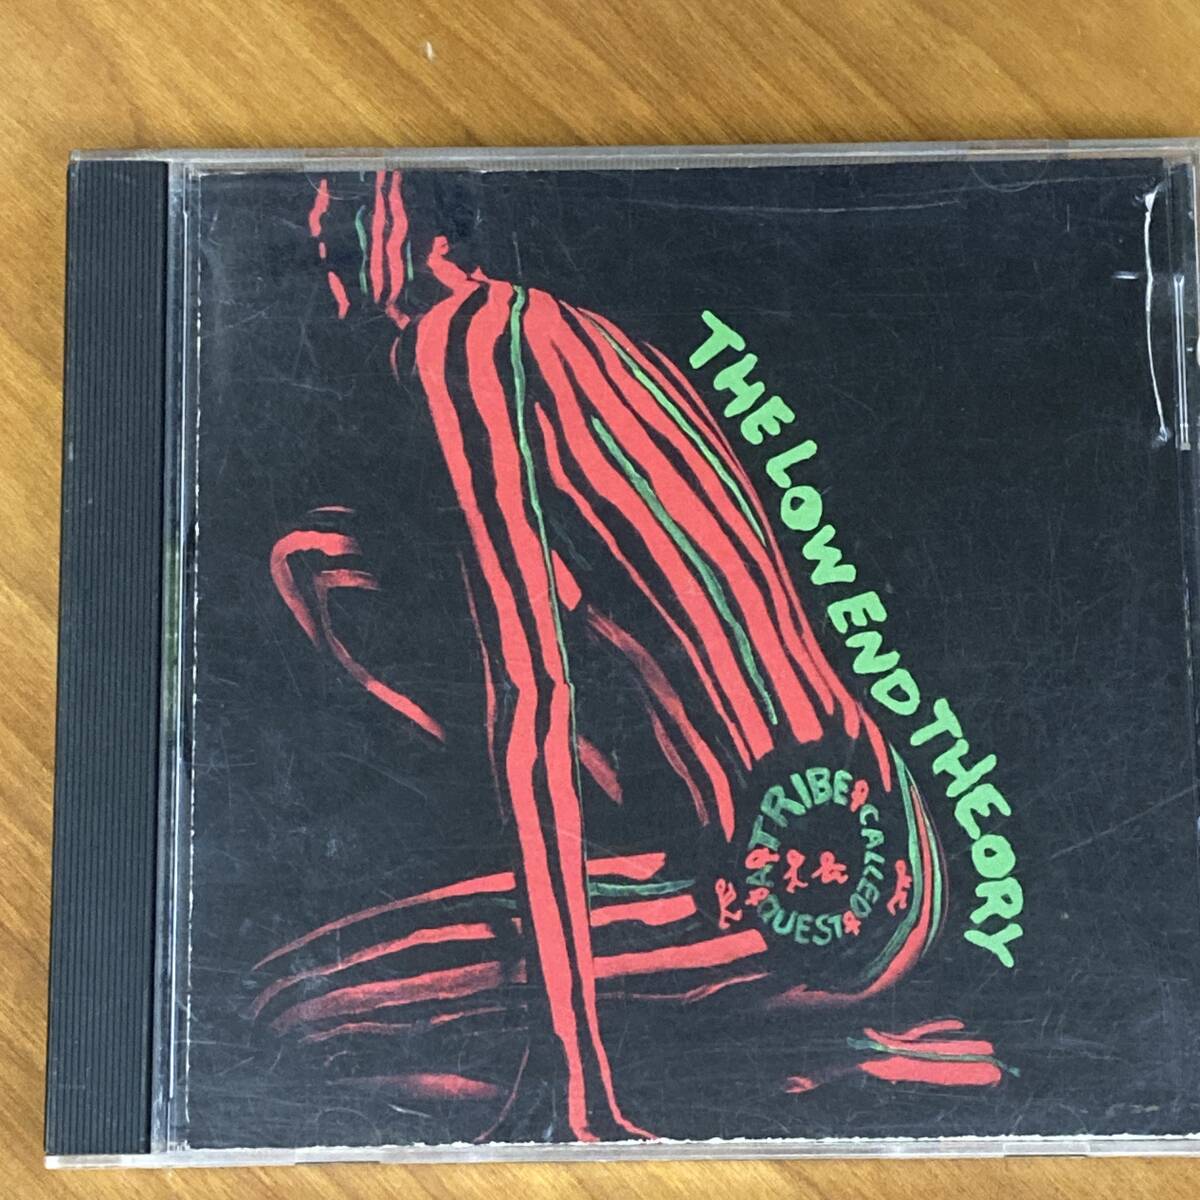 THE LOW END THEORY
A TRIBE CALLED QUEST